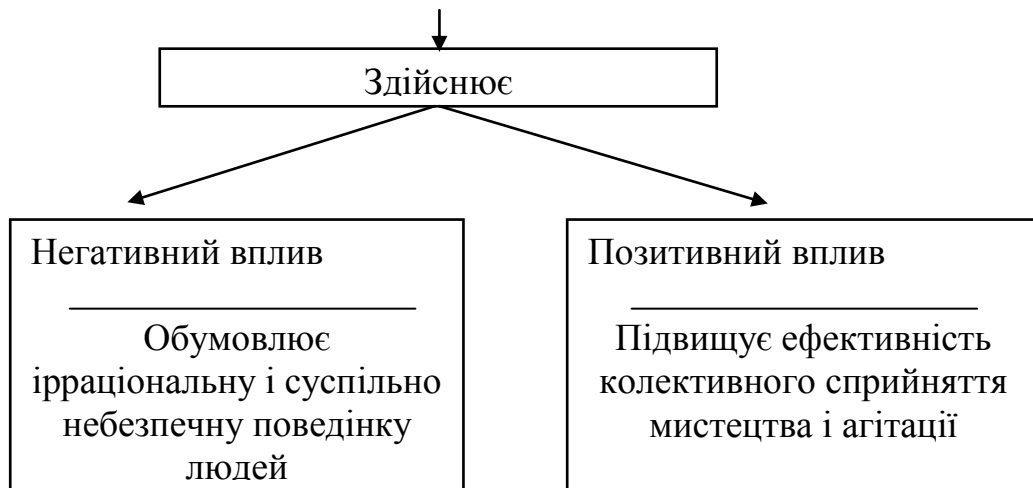 Здійснює
Негативний вплив
Обумовлює
ірраціональну і суспільно
небезпечну поведінку
людей
Позитивний вплив
Підвищує ефективність
колективного сприйняття
мистецтва і агітації